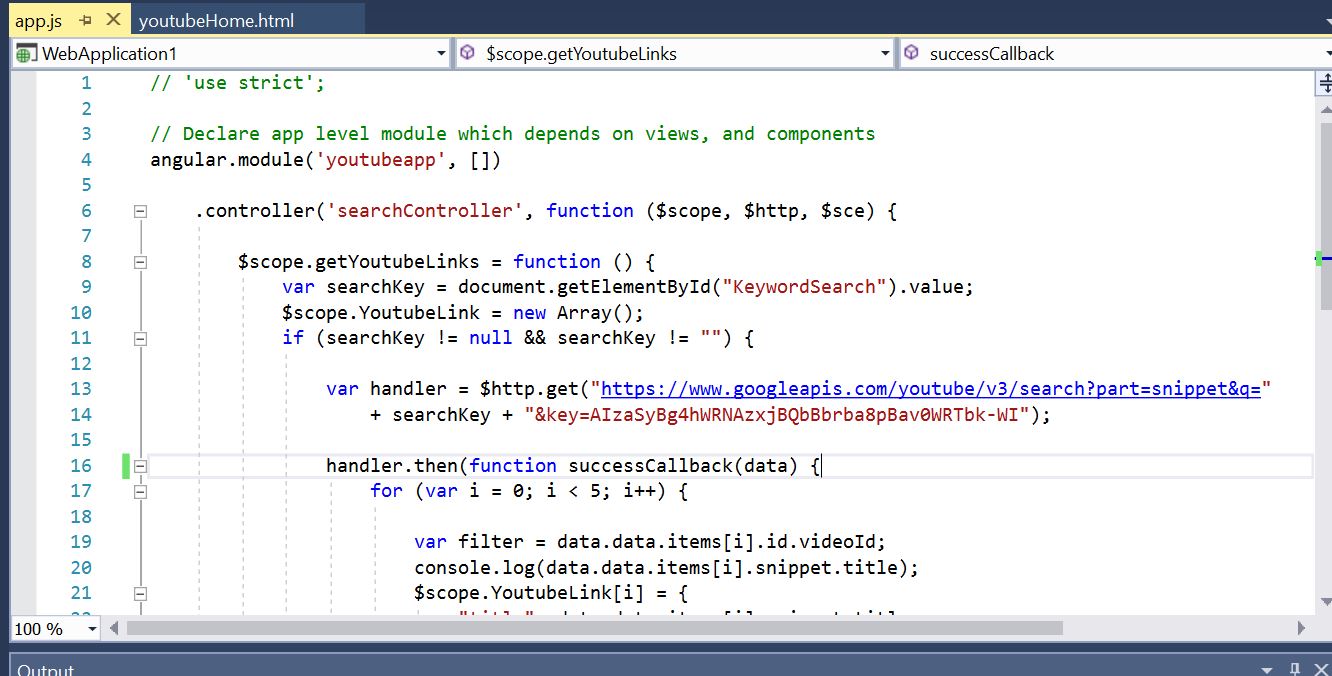 app.js
youtubeHome.html
WebApplication1
$scope.getYoutubeLinks
successCallback
1 // 'use strict';
2
3 // Declare app level module which depends on views, and components
4 angular.module('youtubeapp', [])
5
6 .controller('searchController', function ($scope, $http, $sce) {
7
8 $scope.getYoutubeLinks = function () {
9 var searchKey = document.getElementById("KeywordSearch").value;
10 $scope.YoutubeLink = new Array();
11 if (searchKey != null && searchKey != "") {
12
13 var handler = $http.get("https://www.googleapis.com/youtube/v3/search?part=snippet&q="
14 + searchKey + "&key=AIzaSyBg4hWRNAzxjBQbBbrba8pBav0WRTbk-WI");
15
16 handler.then(function successCallback(data) {
17 for (var i = 0; i < 5; i++) {
18
19 var filter = data.data.items[i].id.videoId;
20 console.log(data.data.items[i].snippet.title);
21 $scope.YoutubeLink[i] = {
100 %
Output